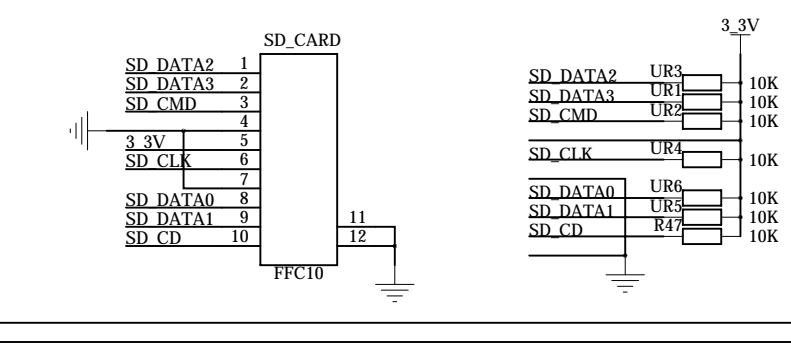 SD_CARD
SD_DATA2 1
SD_DATA3 2
SD_CMD 3
4
3_3V 5
SD_CLK 6
7
SD_DATA0 8
SD_DATA1 9 11
SD_CD 10 12
FFC10
3_3V
SD_DATA2 UR3 10K
SD_DATA3 UR1 10K
SD_CMD UR2 10K
SD_CLK UR4 10K
SD_DATA0 UR6 10K
SD_DATA1 UR5 10K
SD_CD R47 10K